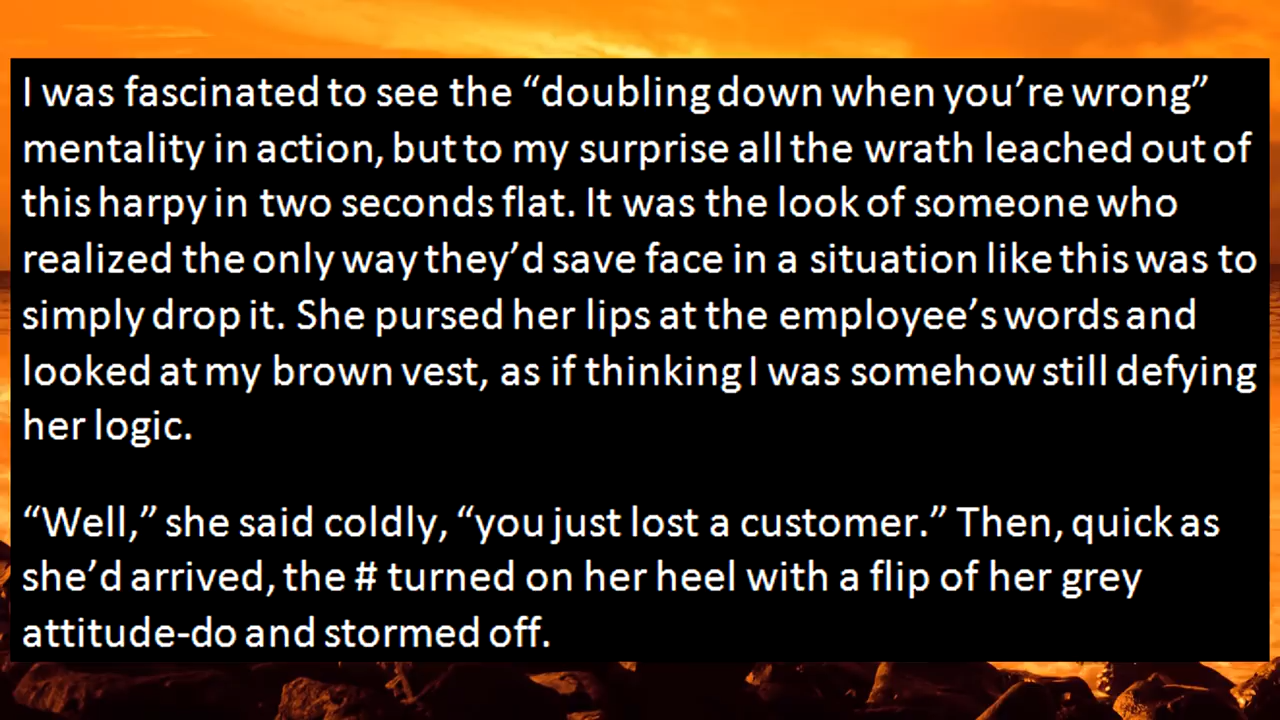 I was fascinated to see the “doubling down when you’re wrong”
mentality in action, but to my surprise all the wrath leached out of
this harpy in two seconds flat. It was the look of someone who
realized the only way they’d save face in a situation like this was to
simply drop it. She pursed her lips at the employee’s words and
looked at my brown vest, as if thinking I was somehow still defying
her logic.
“Well,” she said coldly, “you just lost a customer.” Then, quick as
she’d arrived, the # turned on her heel with a flip of her grey
attitude-do and stormed off.